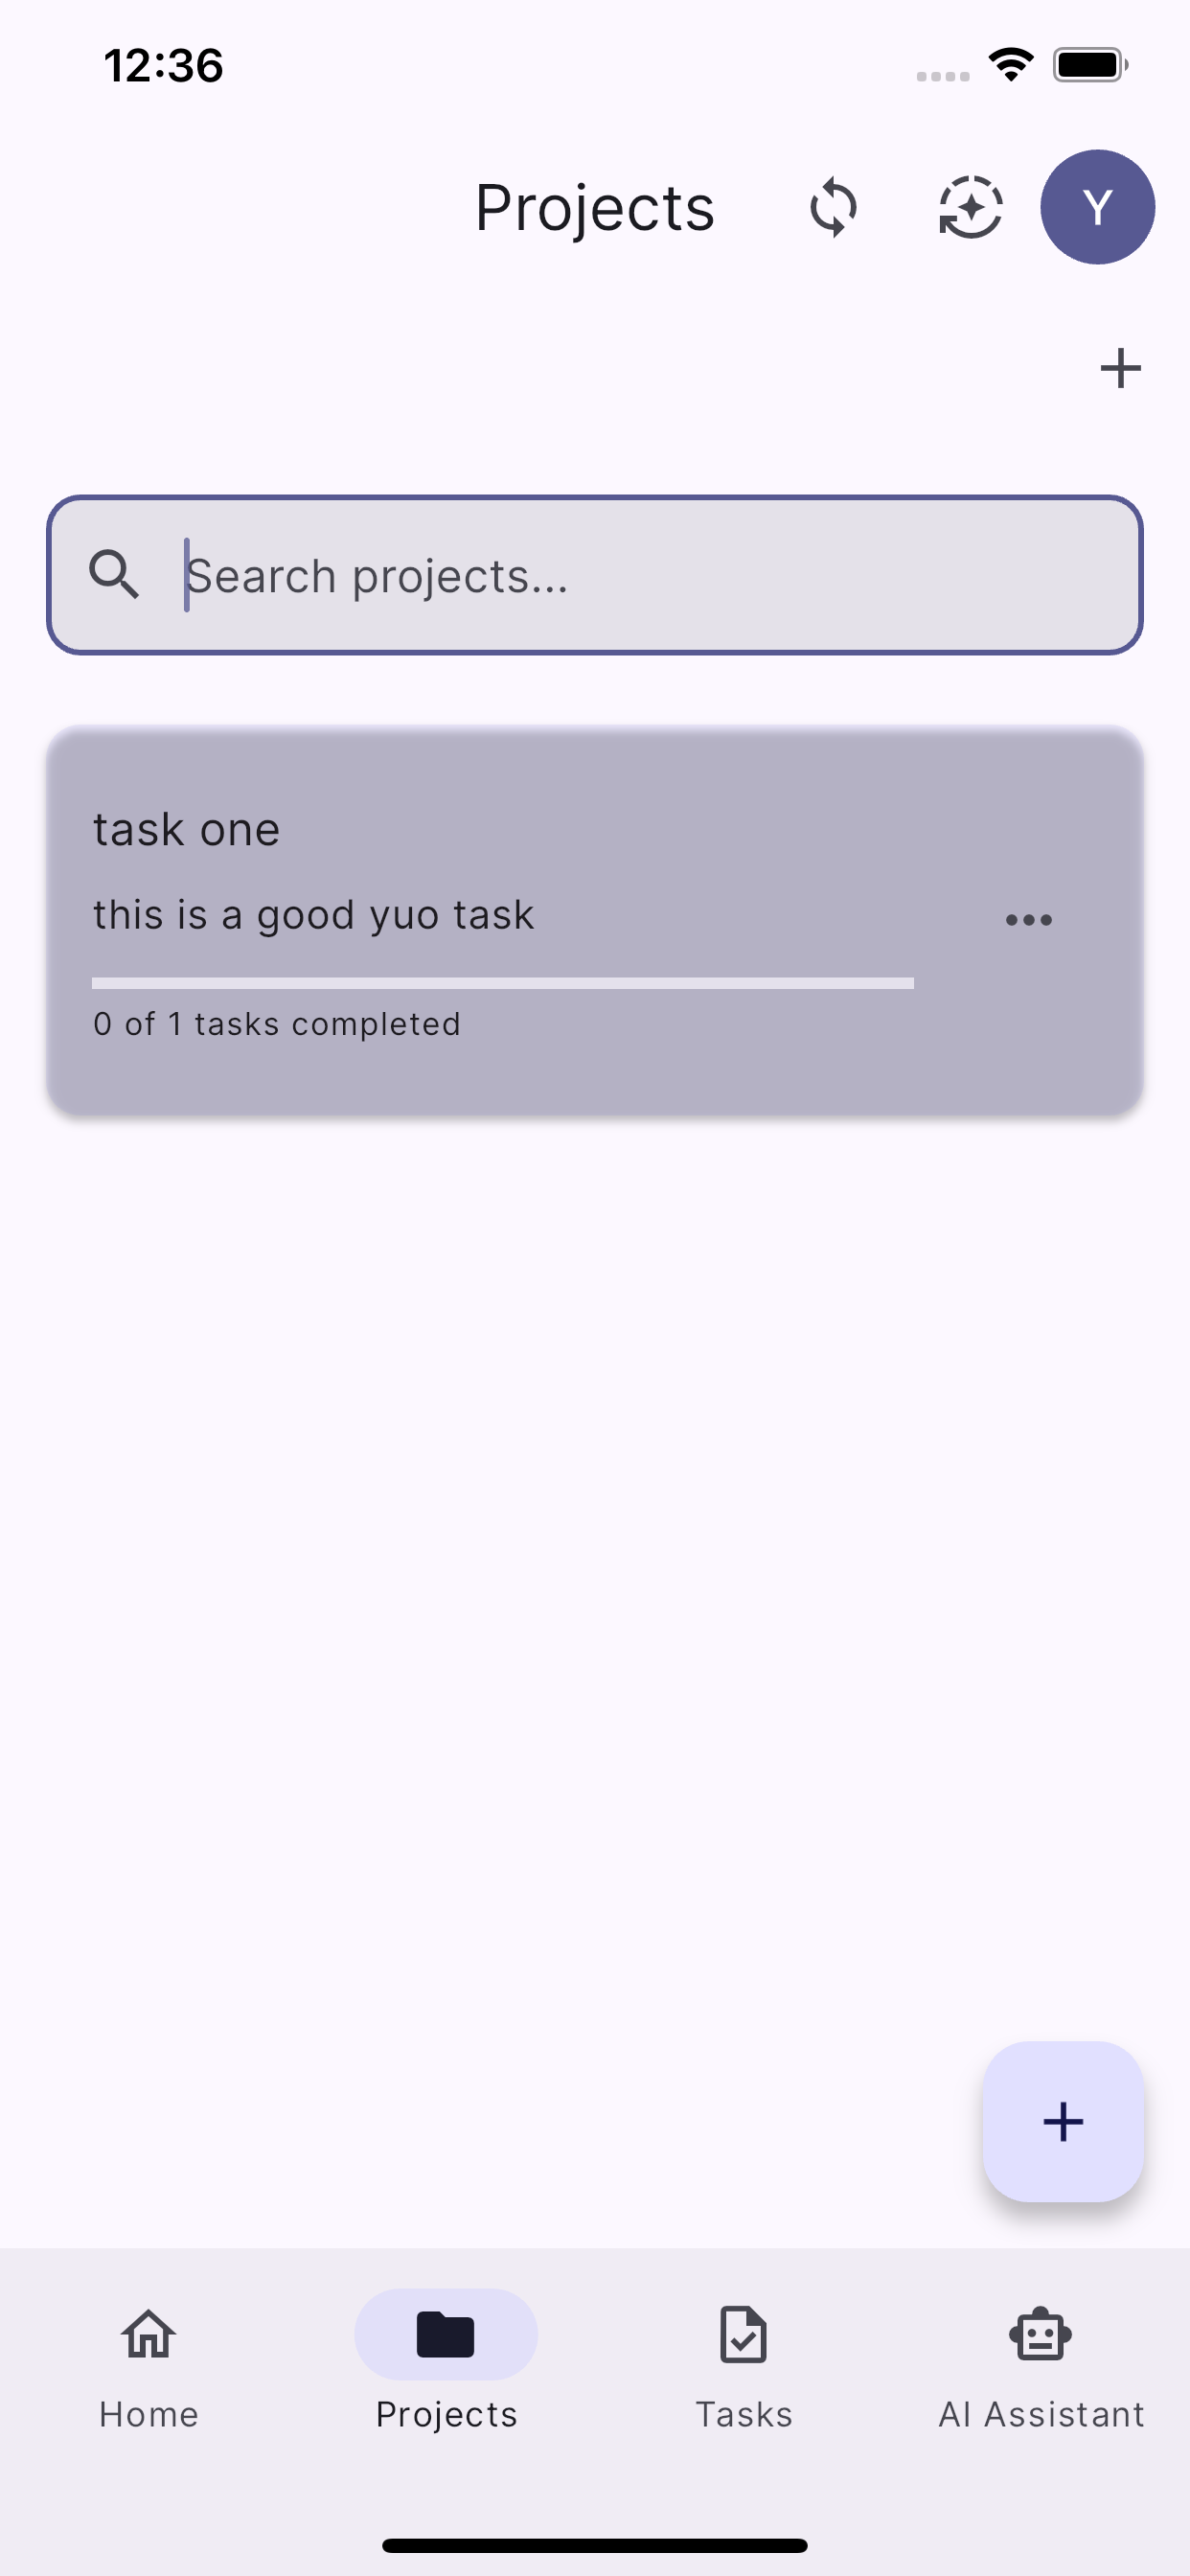 12:36
Projects
Y
Search projects...
task one
this is a good yuo task
0 of 1 tasks completed
Home
Projects
Tasks
AI Assistant